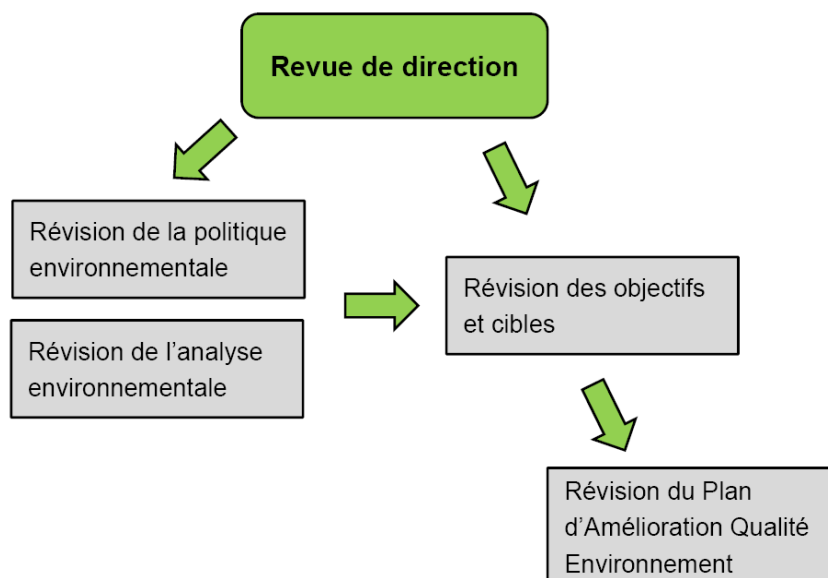 Revue de direction
Révision de la politique
environnementale
Révision de l’analyse
environnementale
Révision des objectifs
et cibles
Révision du Plan
d’Amélioration Qualité
Environnement